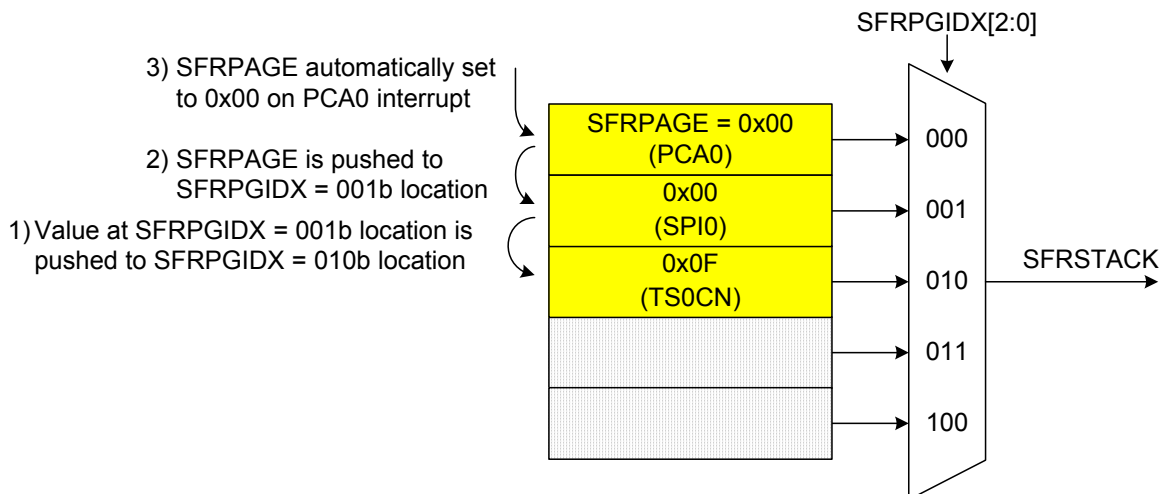 SFRPGIDX[2:0]
3) SFRPAGE automatically set
to 0x00 on PCA0 interrupt
2) SFRPAGE is pushed to
SFRPGIDX = 001b location
1) Value at SFRPGIDX = 001b location is
pushed to SFRPGIDX = 010b location
SFRPAGE = 0x00
(PCA0)
0x00
(SPI0)
0x0F
(TS0CN)
000
001
010
011
100
SFRSTACK